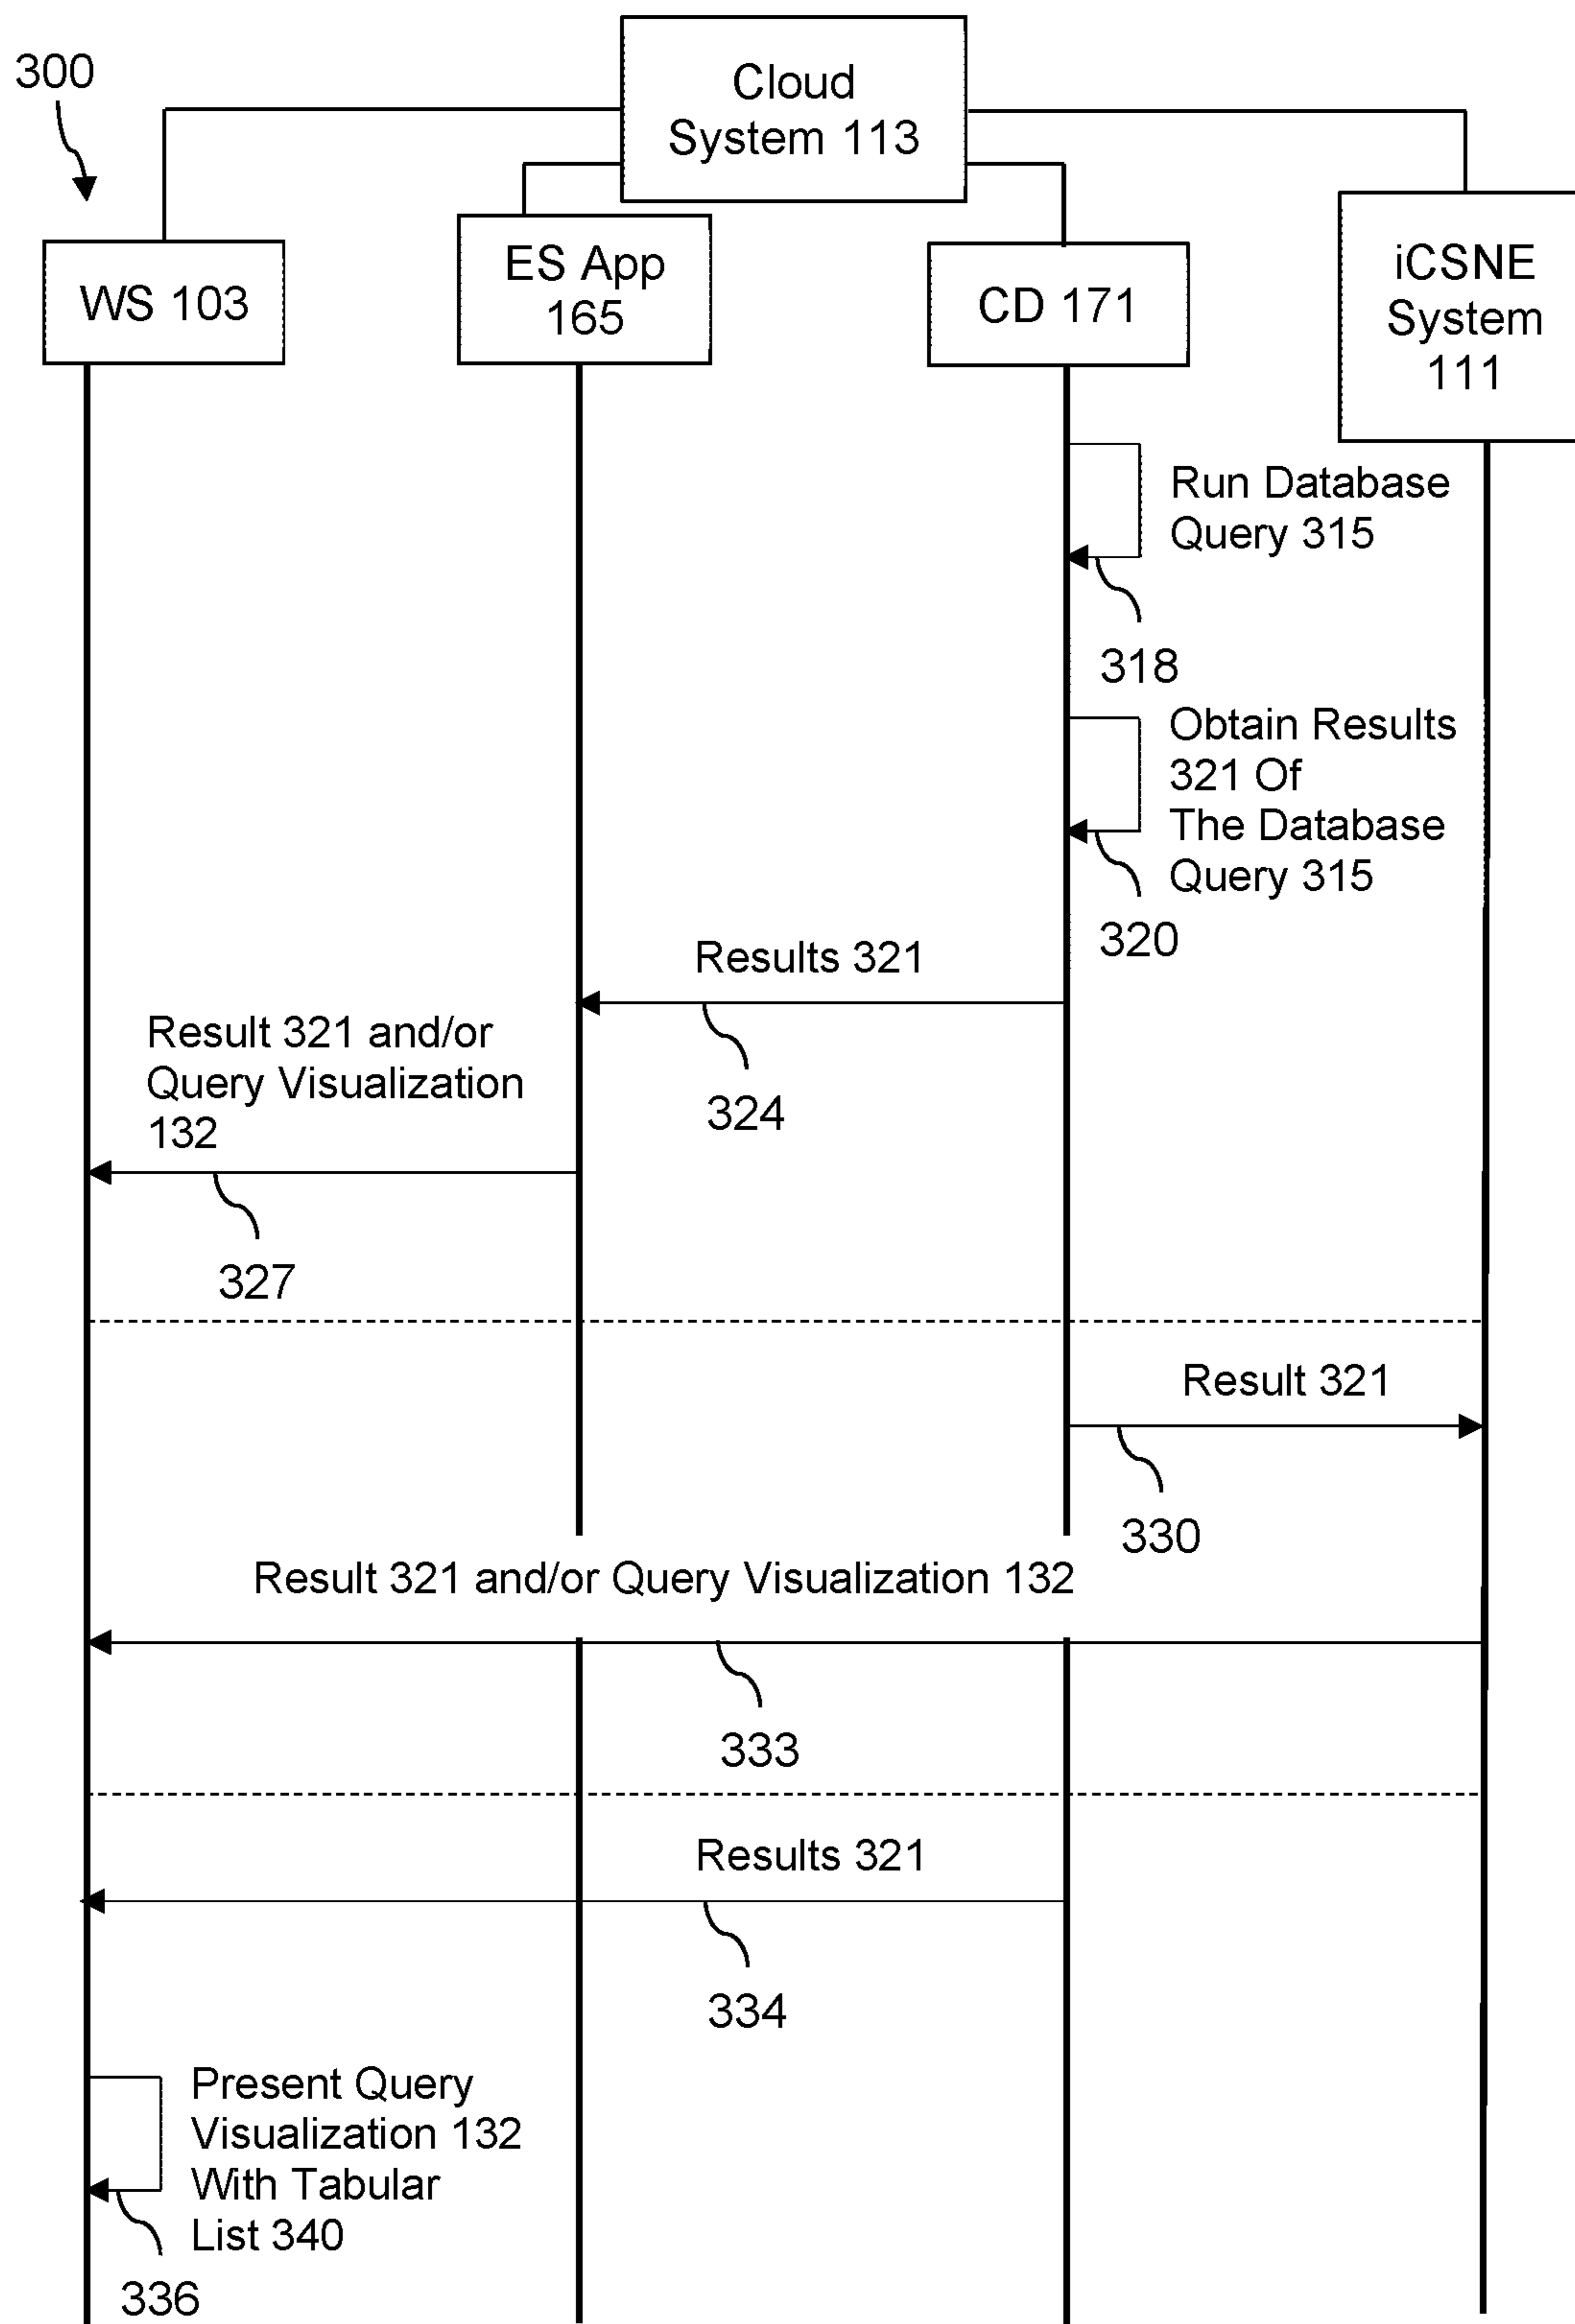 300
Cloud
System 113
WS 103
ES App
165
CD 171
iCSNE
System
111
Run Database
Query 315
318
Obtain Results
321 Of
The Database
Query 315
320
Results 321
324
Result 321 and/or
Query Visualization
132
327
Result 321
330
Result 321 and/or Query Visualization 132
333
Results 321
334
Present Query
Visualization 132
With Tabular
List 340
336